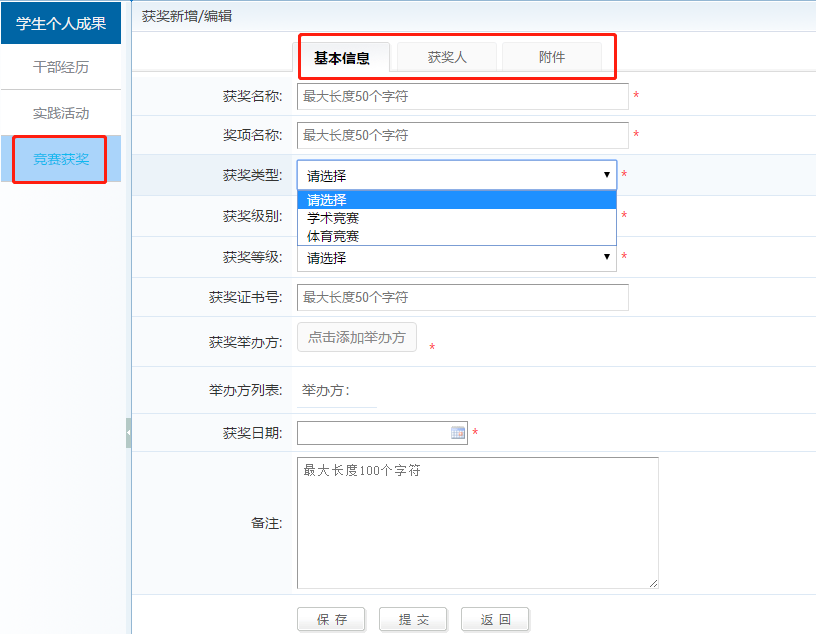 学生个人成果
干部经历
实践活动
竞赛获奖
获奖新增/编辑
基本信息 获奖人 附件
获奖名称: 最大长度50个字符 *
奖项名称: 最大长度50个字符 *
获奖类型: 请选择 *
请选择
学术竞赛
体育竞赛
获奖级别: *
获奖等级: 请选择 *
获奖证书号: 最大长度50个字符
获奖举办方: 点击添加举办方 *
举办方列表: 举办方:
获奖日期: *
备注: 最大长度100个字符
保 存 提 交 返 回